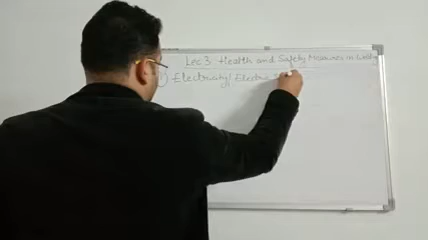 Lec 3 Health and Safety Measures in
1) Electricity/ Electric